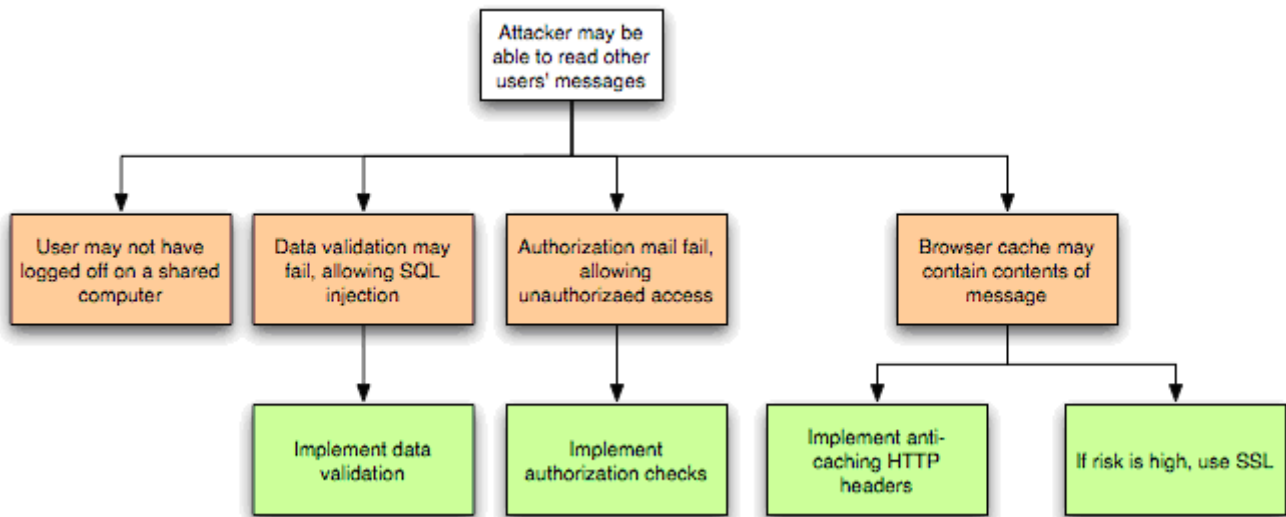 Attacker may be
able to read other
users' messages
User may not have
logged off on a shared
computer
Data validation may
fail, allowing SQL
injection
Authorization mail fail,
allowing
unauthorizaed access
Browser cache may
contain contents of
message
Implement data
validation
Implement
authorization checks
Implement anti-
caching HTTP
headers
If risk is high, use SSL